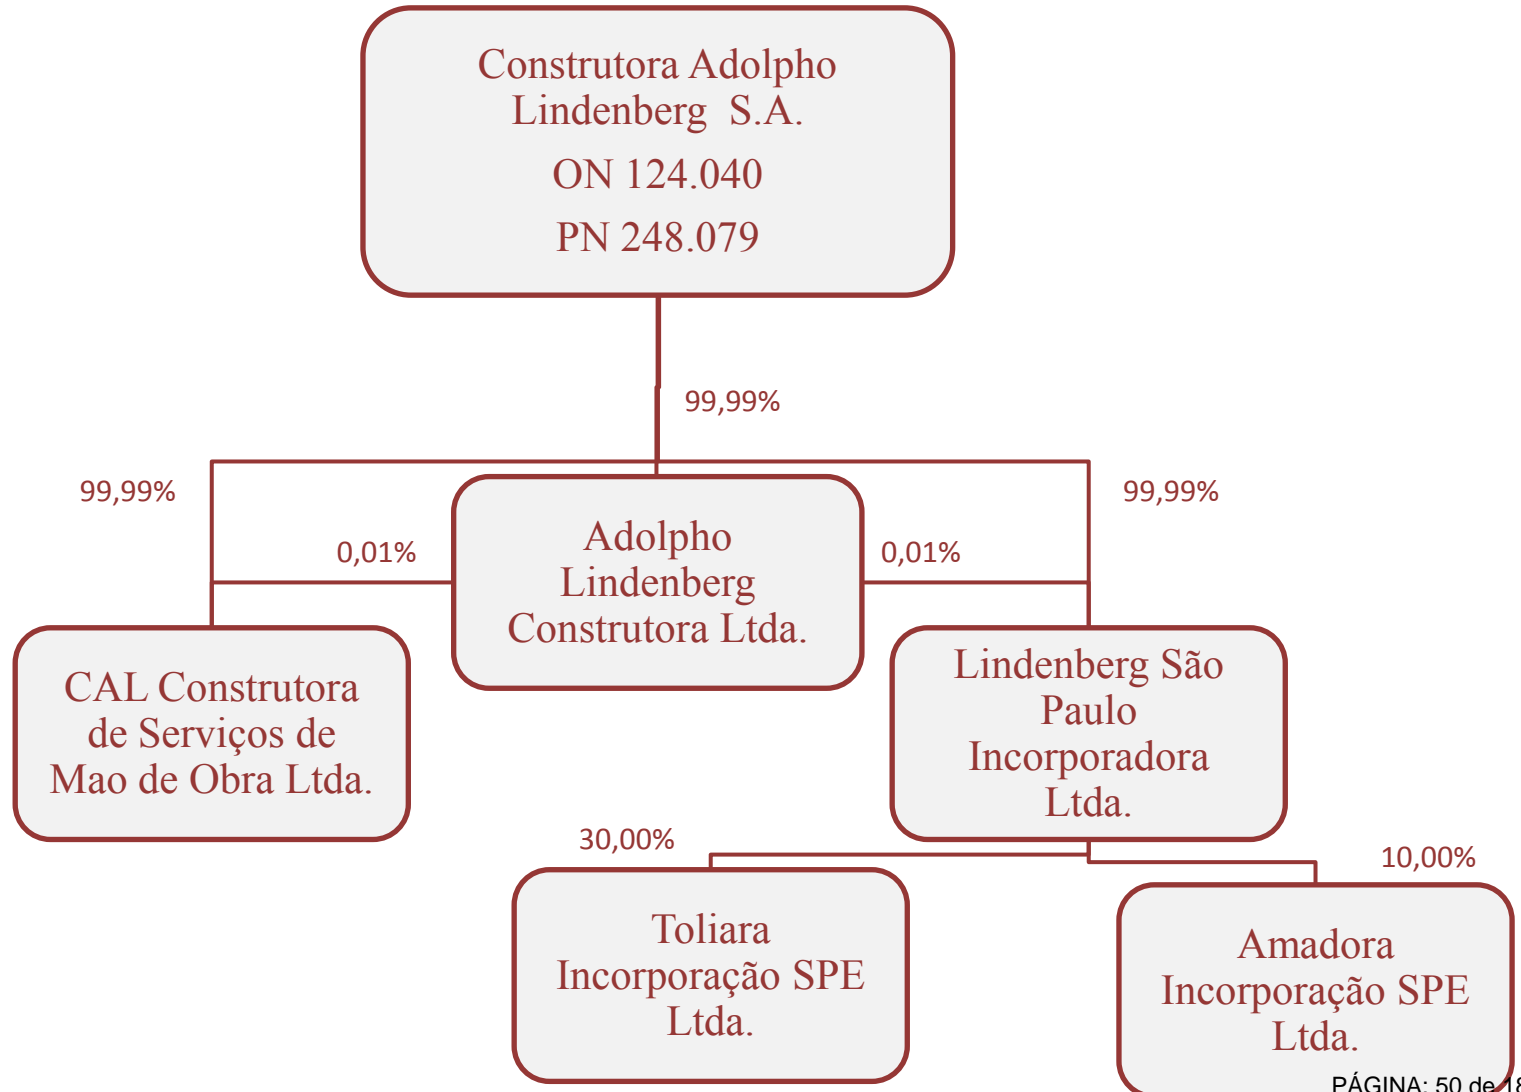 Construtora Adolpho
Lindenberg S.A.
ON 124.040
PN 248.079
99,99%
99,99%
99,99%
0,01%
0,01%
Adolpho
Lindenberg
Construtora Ltda.
CAL Construtora
de Serviços de
Mao de Obra Ltda.
Lindenberg São
Paulo
Incorporadora
Ltda.
30,00%
10,00%
Toliara
Incorporação SPE
Ltda.
Amadora
Incorporação SPE
Ltda.
PÁGINA: 50 de